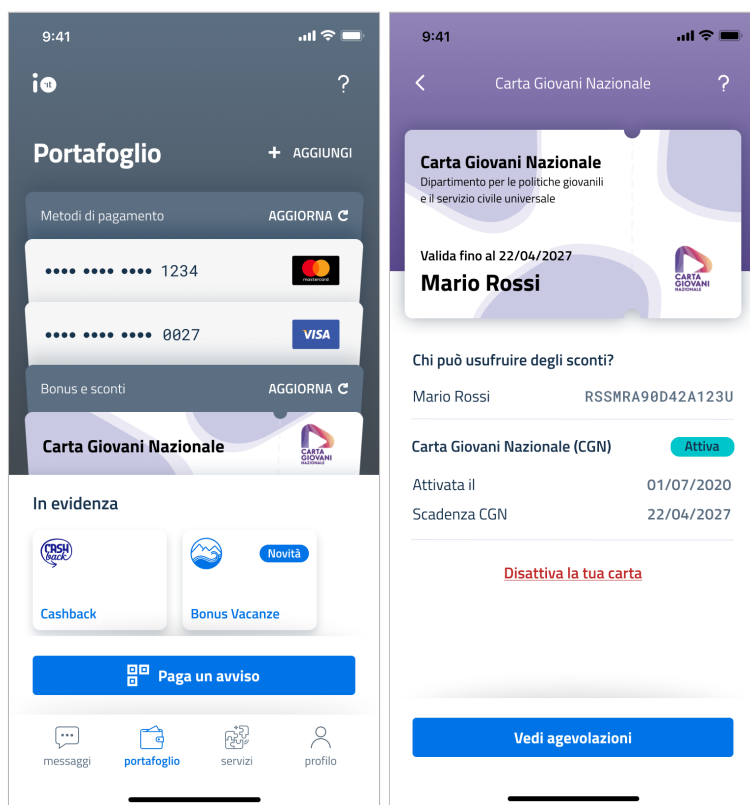 9:41
io it
?
Portafoglio
+ AGGIUNGI
Metodi di pagamento
AGGIORNA
•••• •••• •••• 1234
mastercard
•••• •••• •••• 0027
VISA
Bonus e sconti
AGGIORNA
Carta Giovani Nazionale
CARTA
GIOVANI
NAZIONALE
In evidenza
CASH
back
Novità
Cashback
Bonus Vacanze
Paga un avviso
messaggi
portafoglio
servizi
profilo
9:41
Carta Giovani Nazionale
?
Carta Giovani Nazionale
Dipartimento per le politiche giovanili
e il servizio civile universale
Valida fino al 22/04/2027
Mario Rossi
CARTA
GIOVANI
NAZIONALE
Chi può usufruire degli sconti?
Mario Rossi
RSSMRA90D42A123U
Carta Giovani Nazionale (CGN)
Attiva
Attivata il
01/07/2020
Scadenza CGN
22/04/2027
Disattiva la tua carta
Vedi agevolazioni